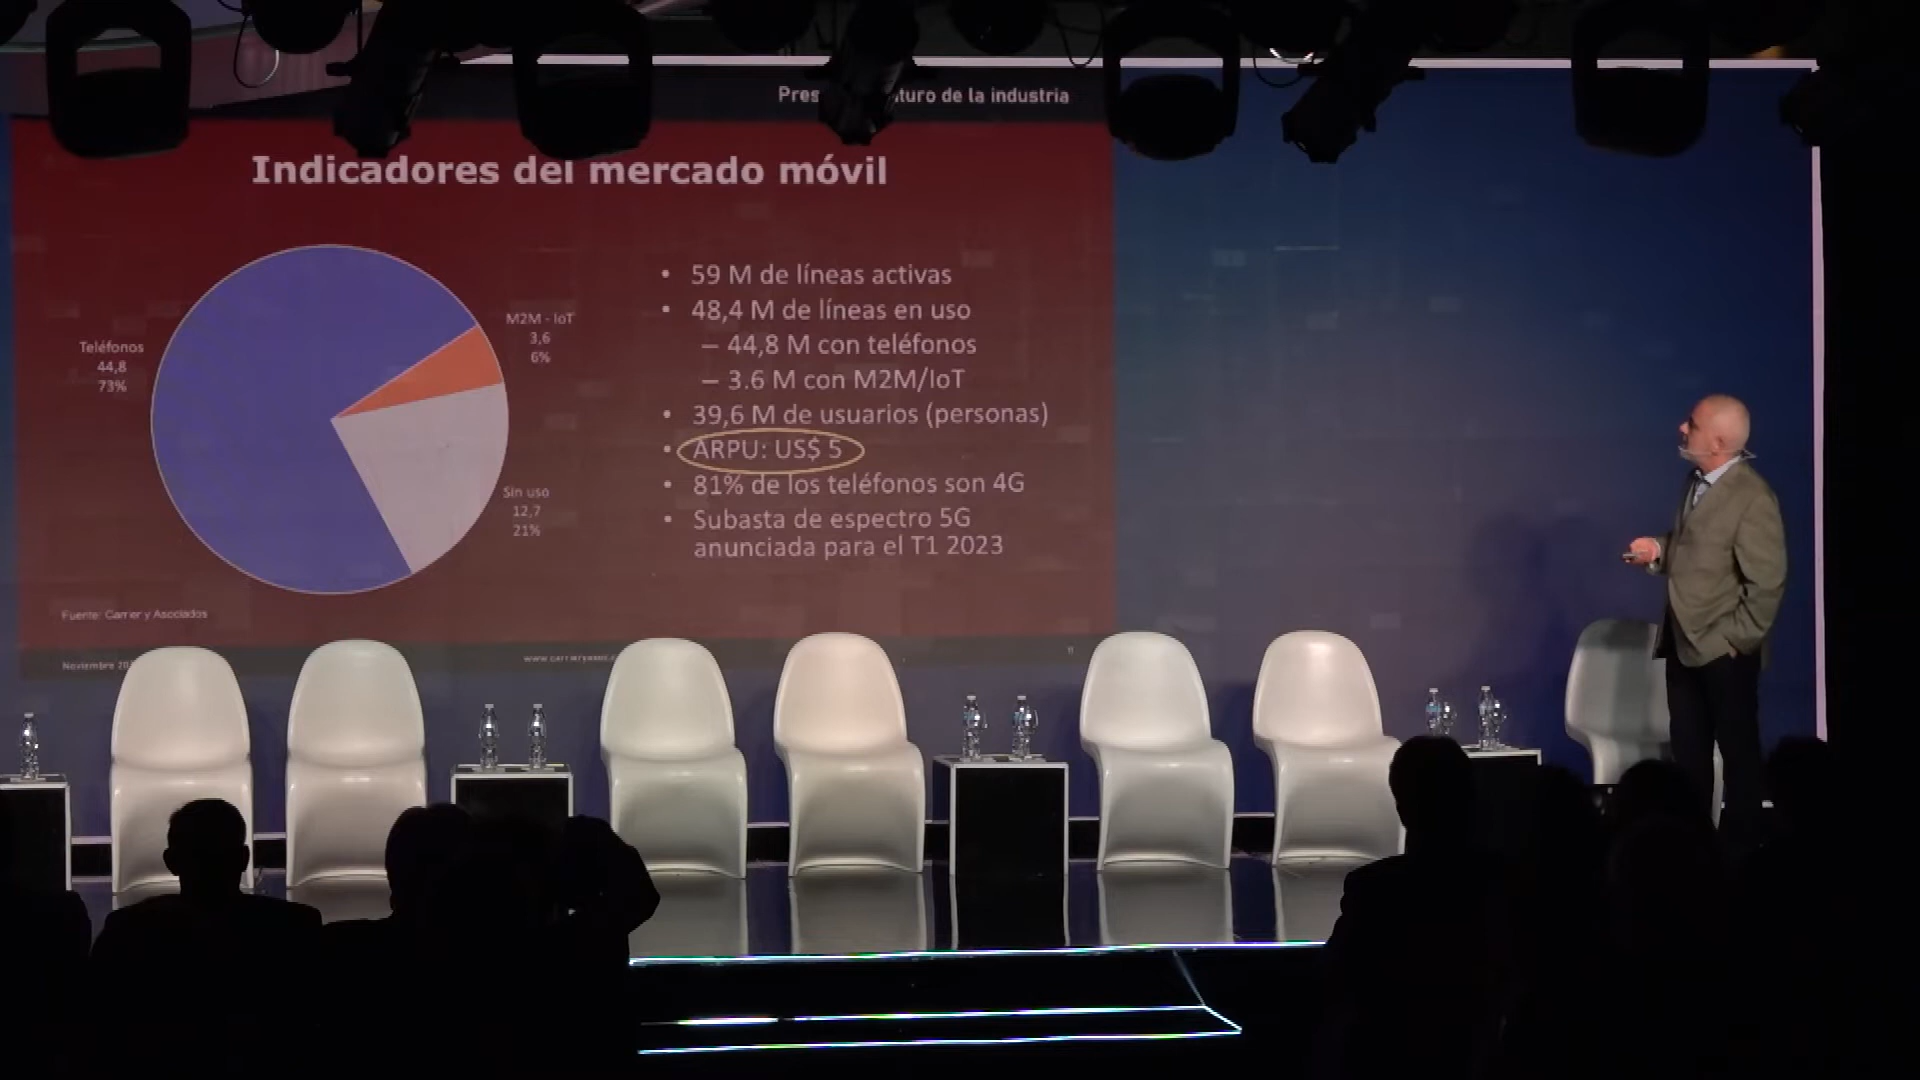 de la industria
Indicadores del mercado móvil
Teléfonos
44,8
73%
M2M - IoT
3,6
6%
Sin uso
12,7
21%
• 59 M de líneas activas
• 48,4 M de líneas en uso
– 44,8 M con teléfonos
– 3.6 M con M2M/IoT
• 39,6 M de usuarios (personas)
• ARPU: US$ 5
• 81% de los teléfonos son 4G
• Subasta de espectro 5G
anunciada para el T1 2023
Fuente: Carrier y Asociados
Noviembre
11